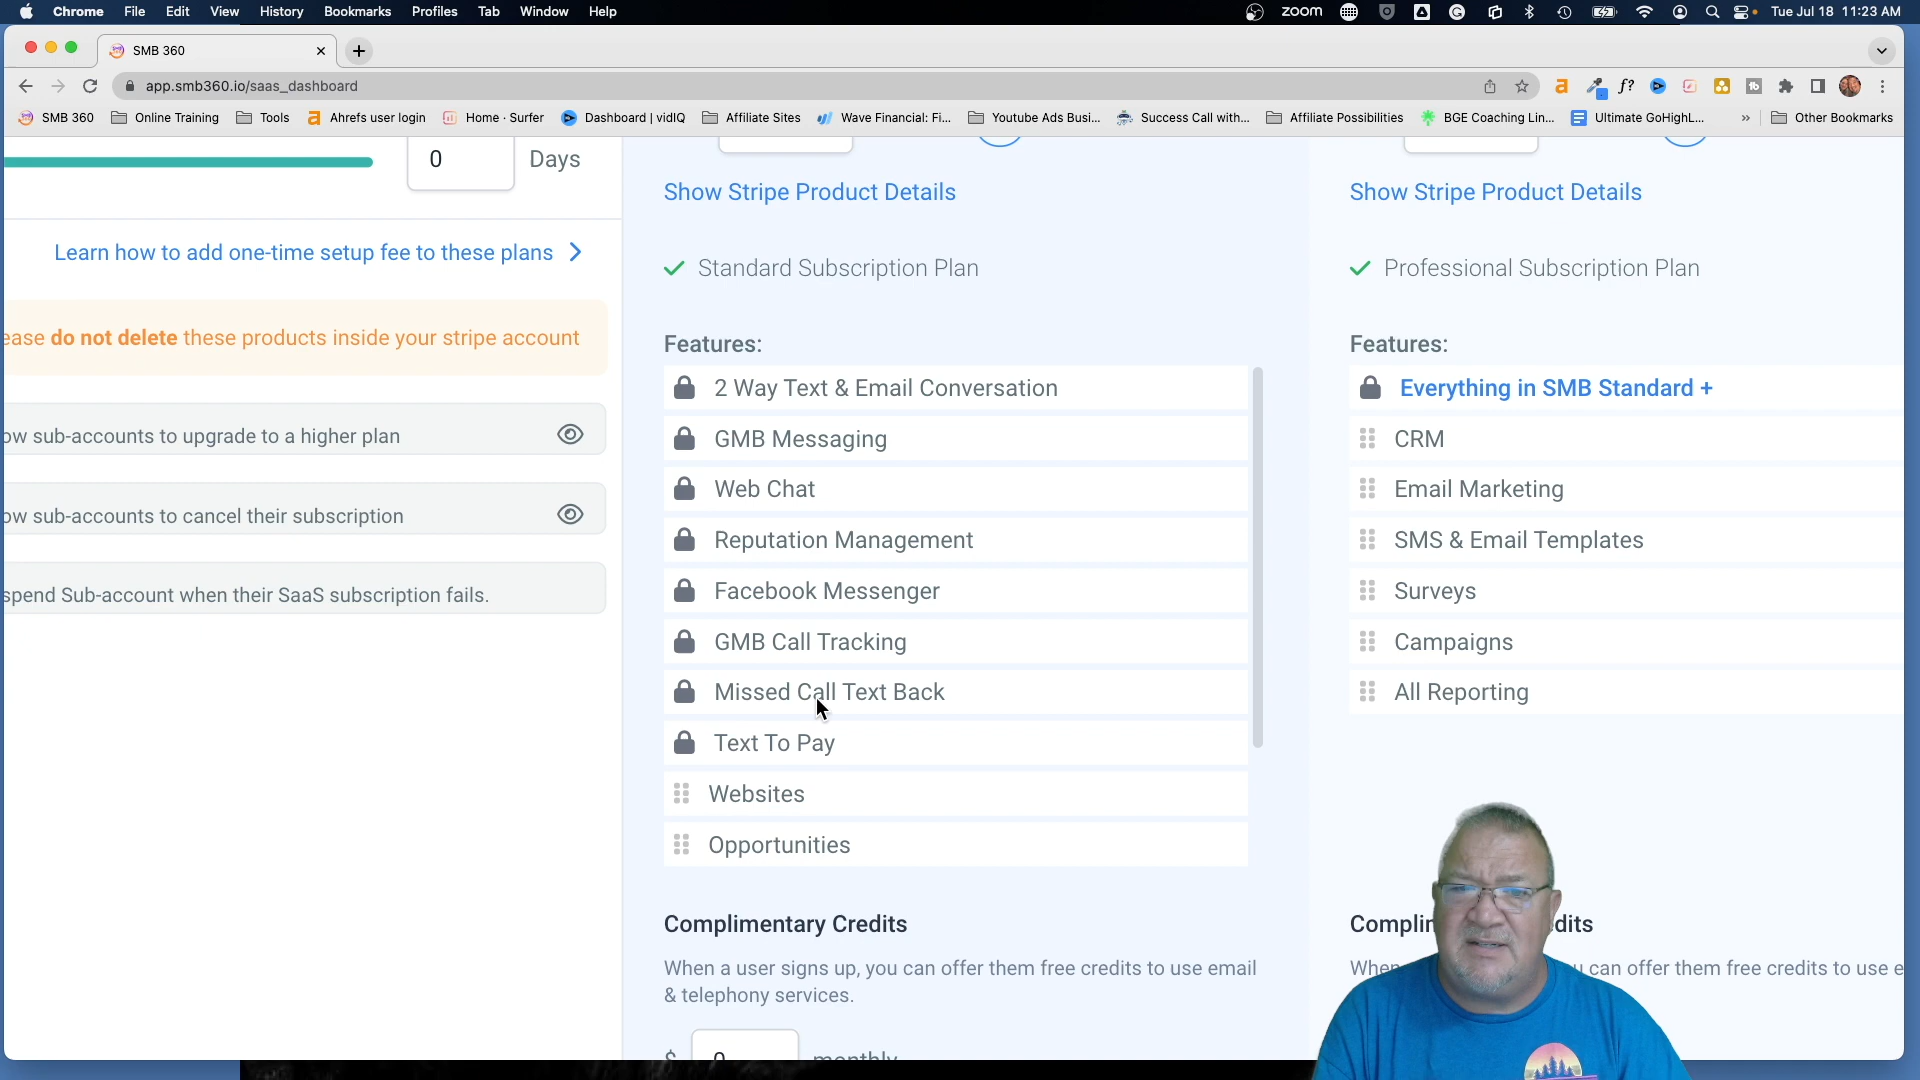 Chrome File Edit View History Bookmarks Profiles Tab Window Help
zoom
Tue Jul 18 11:23 AM
SMB 360
app.smb360.io/saas_dashboard
SMB 360 Online Training Tools Ahrefs user login Home · Surfer Dashboard | vidIQ Affiliate Sites Wave Financial: Fi... Youtube Ads Busi... Success Call with... Affiliate Possibilities BGE Coaching Lin... Ultimate GoHighL... » Other Bookmarks
0 Days
Learn how to add one-time setup fee to these plans
ease do not delete these products inside your stripe account
ow sub-accounts to upgrade to a higher plan
ow sub-accounts to cancel their subscription
spend Sub-account when their SaaS subscription fails.
Show Stripe Product Details
Standard Subscription Plan
Features:
2 Way Text & Email Conversation
GMB Messaging
Web Chat
Reputation Management
Facebook Messenger
GMB Call Tracking
Missed Call Text Back
Text To Pay
Websites
Opportunities
Complimentary Credits
When a user signs up, you can offer them free credits to use email
& telephony services.
$ 0 monthly
Show Stripe Product Details
Professional Subscription Plan
Features:
Everything in SMB Standard +
CRM
Email Marketing
SMS & Email Templates
Surveys
Campaigns
All Reporting
Complin dits
When can offer them free credits to use e